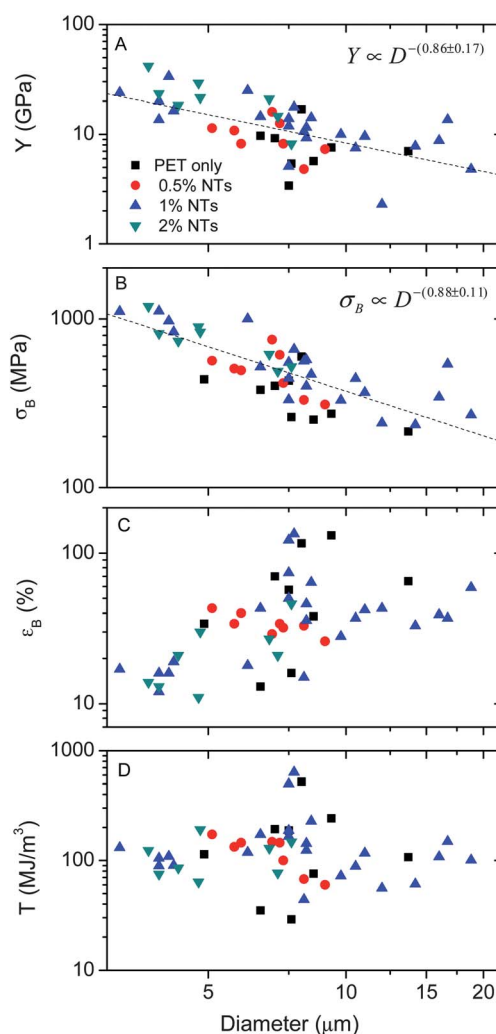 100
A
Y ∝ D^-(0.86±0.17)
Y (GPa)
10
PET only
0.5% NTs
1% NTs
2% NTs
1
B
σ_B ∝ D^-(0.88±0.11)
1000
σ_B (MPa)
100
C
100
ε_B (%)
10
1000
D
T (MJ/m³)
100
10
5 10 15 20
Diameter (μm)